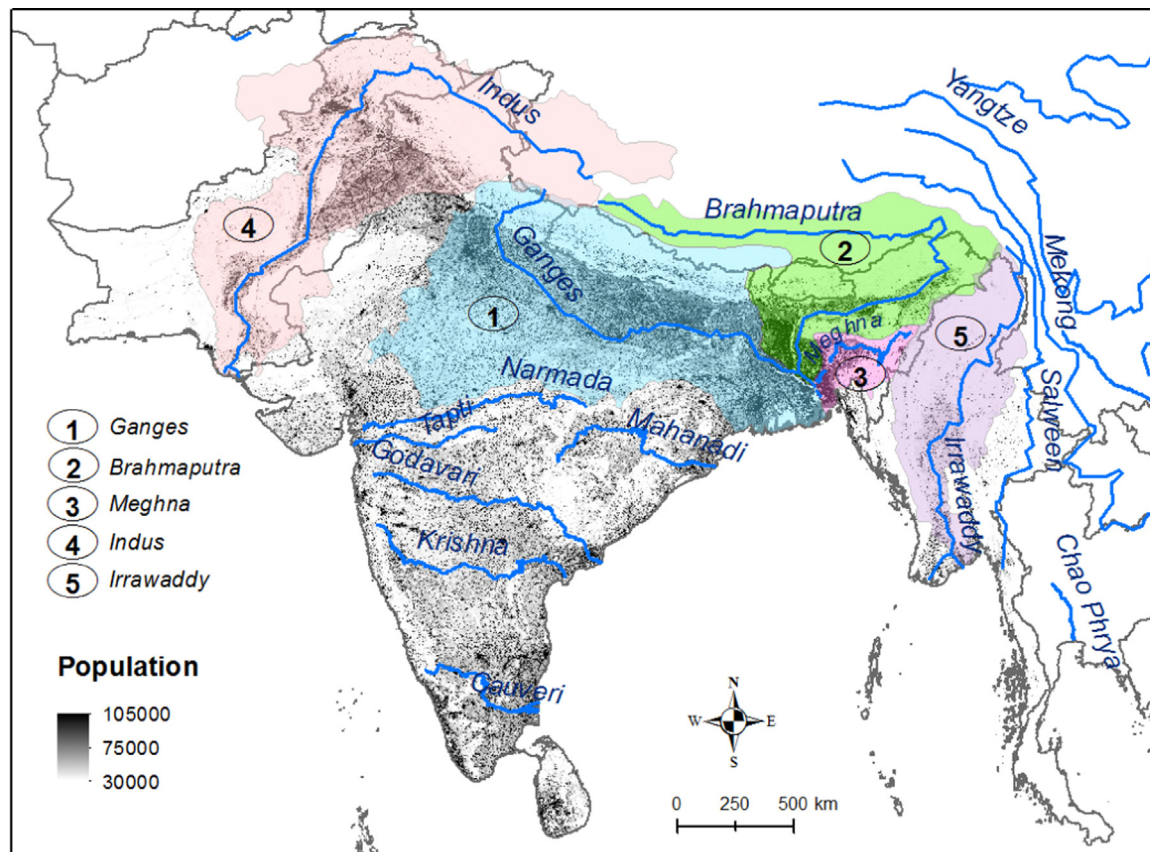 Indus
Yangtze
Brahmaputra
Mekong
Ganges
4
2
1
Meghna
5
3
Narmada
Tapti
Mahanadi
Salween
Godavari
Irrawaddy
Krishna
Chao Phrya
Cauveri
1 Ganges
2 Brahmaputra
3 Meghna
4 Indus
5 Irrawaddy
Population
105000
75000
30000
N
W E
S
0 250 500 km